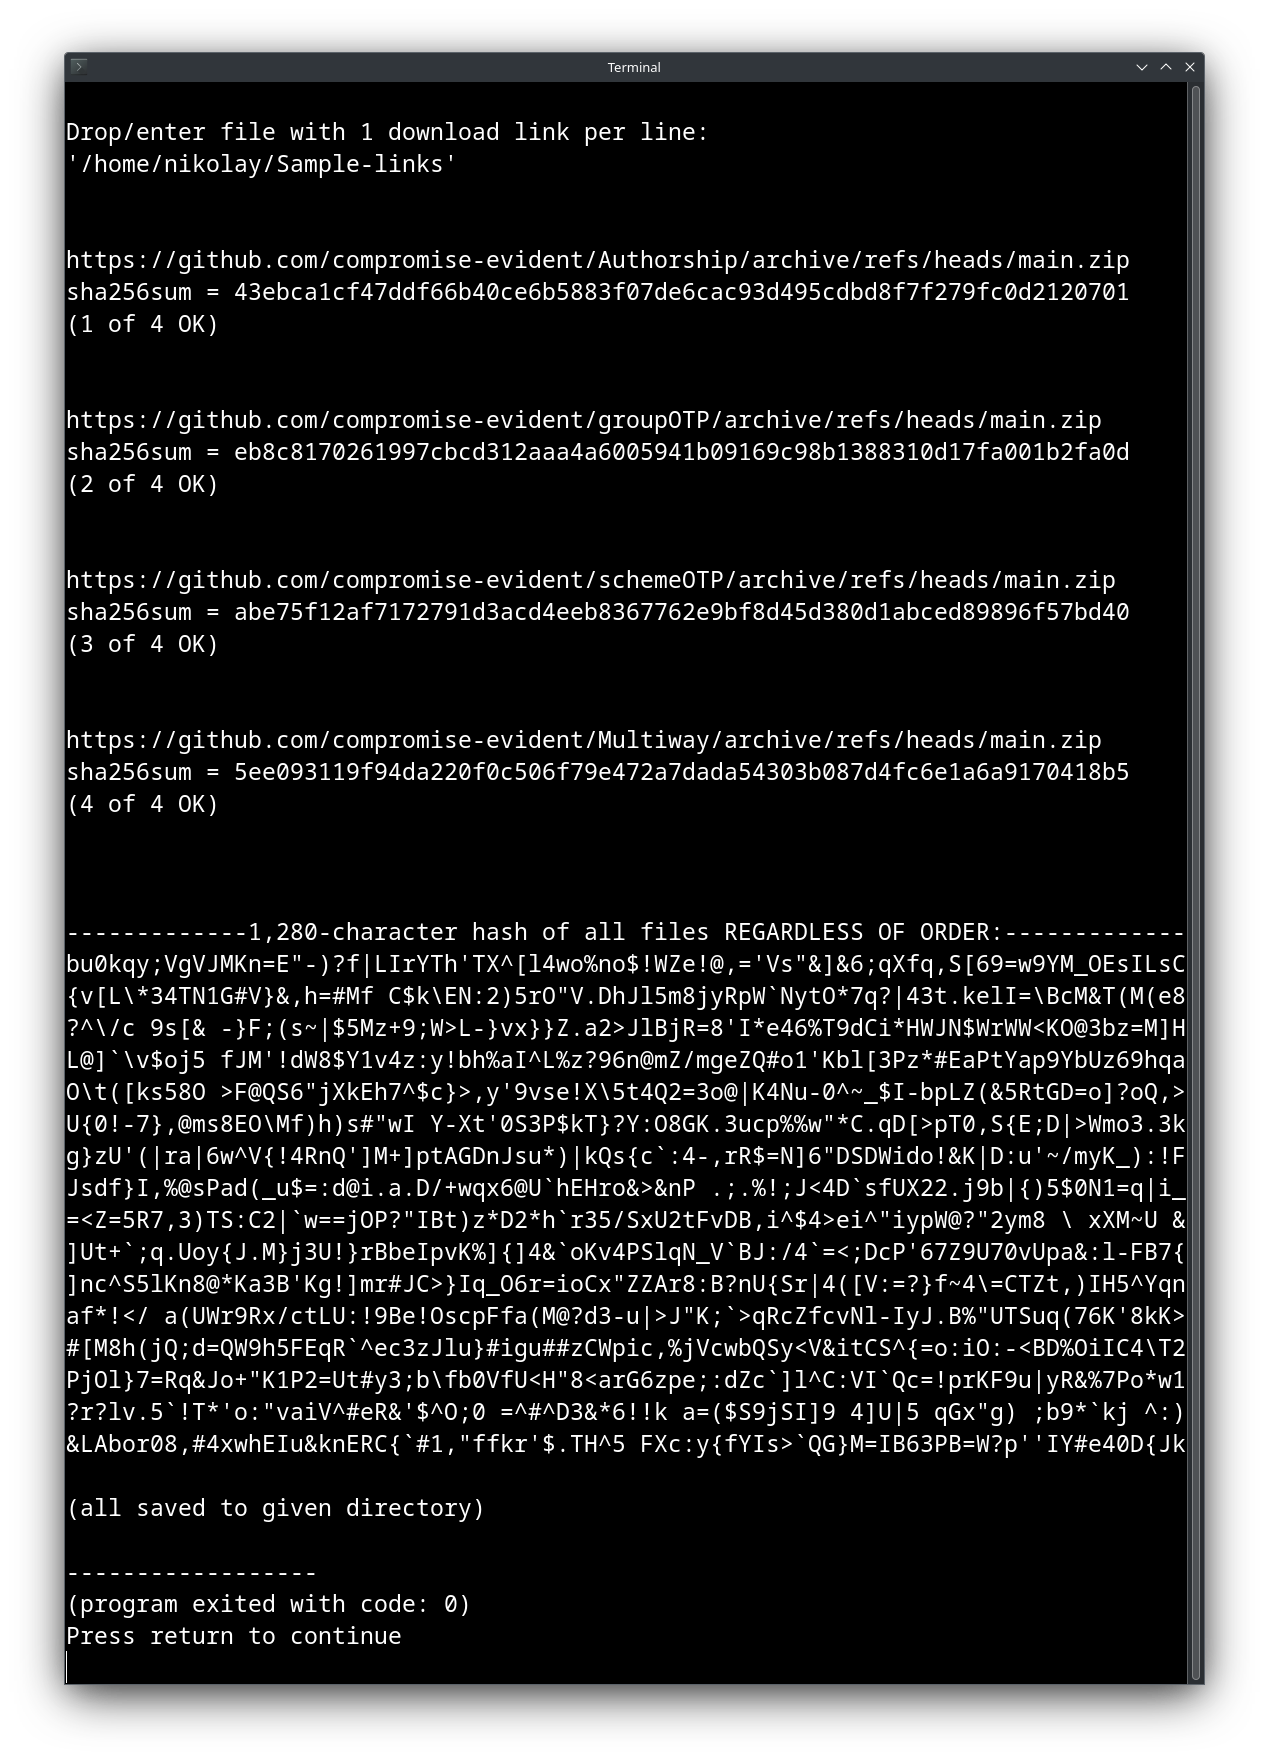 Terminal
Drop/enter file with 1 download link per line:
'/home/nikolay/Sample-links'
https://github.com/compromise-evident/Authorship/archive/refs/heads/main.zip
sha256sum = 43ebca1cf47ddf66b40ce6b5883f07de6cac93d495cdbd8f7f279fc0d2120701
(1 of 4 OK)
https://github.com/compromise-evident/groupOTP/archive/refs/heads/main.zip
sha256sum = eb8c8170261997cbcd312aaa4a6005941b09169c98b1388310d17fa001b2fa0d
(2 of 4 OK)
https://github.com/compromise-evident/schemeOTP/archive/refs/heads/main.zip
sha256sum = abe75f12af7172791d3acd4eeb8367762e9bf8d45d380d1abced89896f57bd40
(3 of 4 OK)
https://github.com/compromise-evident/Multiway/archive/refs/heads/main.zip
sha256sum = 5ee093119f94da220f0c506f79e472a7dada54303b087d4fc6e1a6a9170418b5
(4 of 4 OK)
-------------1,280-character hash of all files REGARDLESS OF ORDER:-------------
bu0kqy;VgVJMKn=E"-)?f|LIrYTh'TX^[l4wo%no$!WZe!@,='Vs"&]&6;qXfq,S[69=w9YM_OEsILsC
{v[L\*34TN1G#V}&,h=#Mf C$k\EN:2)5rO"V.DhJl5m8jyRpW`NytO*7q?|43t.kelI=\BcM&T(M(e8
?^\/c 9s[& -}F;(s~|$5Mz+9;W>L-}vx}}Z.a2>JlBjR=8'I*e46%T9dCi*HWJN$WrWW<KO@3bz=M]H
L@]`\v$oj5 fJM'!dW8$Y1v4z:y!bh%aI^L%z?96n@mZ/mgeZQ#o1'Kbl[3Pz*#EaPtYap9YbUz69hqa
O\t([ks58O >F@QS6"jXkEh7^$c}>,y'9vse!X\5t4Q2=3o@|K4Nu-0^~_$I-bpLZ(&5RtGD=o]?oQ,>
U{0!-7},@ms8EO\Mf)h)s#"wI Y-Xt'0S3P$kT}?Y:O8GK.3ucp%%w"*C.qD[>pT0,S{E;D|>Wmo3.3k
g}zU'(|ra|6w^V{!4RnQ']M+]ptAGDnJsu*)|kQs{c`:4-,rR$=N]6"DSDWido!&K|D:u'~/myK_):!F
Jsdf}I,%@sPad(_u$=:d@i.a.D/+wqx6@U`hEHro&>&nP .;.%!;J<4D`sfUX22.j9b|{)5$0N1=q|i_
=<Z=5R7,3)TS:C2|`w==jOP?"IBt)z*D2*h`r35/SxU2tFvDB,i^$4>ei^"iypW@?"2ym8 \ xXM~U &
]Ut+`;q.Uoy{J.M}j3U!}rBbeIpvK%]{]4&`oKv4PSlqN_V`BJ:/4`=<;DcP'67Z9U70vUpa&:l-FB7{
]nc^S5lKn8@*Ka3B'Kg!]mr#JC>}Iq_O6r=ioCx"ZZAr8:B?nU{Sr|4([V:=?}f~4\=CTZt,)IH5^Yqn
af*!</ a(UWr9Rx/ctLU:!9Be!OscpFfa(M@?d3-u|>J"K;`>qRcZfcvNl-IyJ.B%"UTSuq(76K'8kK>
#[M8h(jQ;d=QW9h5FEqR`^ec3zJlu}#igu##zCWpic,%jVcwbQSy<V&itCS^{=o:iO:-<BD%OiIC4\T2
PjOl}7=Rq&Jo+"K1P2=Ut#y3;b\fb0VfU<H"8<arG6zpe;:dZc`]l^C:VI`Qc=!prKF9u|yR&%7Po*w1
?r?lv.5`!T*'o:"vaiV^#eR&'$^O;0 =^#^D3&*6!!k a=($S9jSI]9 4]U|5 qGx"g) ;b9*`kj ^:)
&LAbor08,#4xwhEIu&knERC{`#1,"ffkr'$.TH^5 FXc:y{fYIs>`QG}M=IB63PB=W?p''IY#e40D{Jk
(all saved to given directory)
------------------
(program exited with code: 0)
Press return to continue